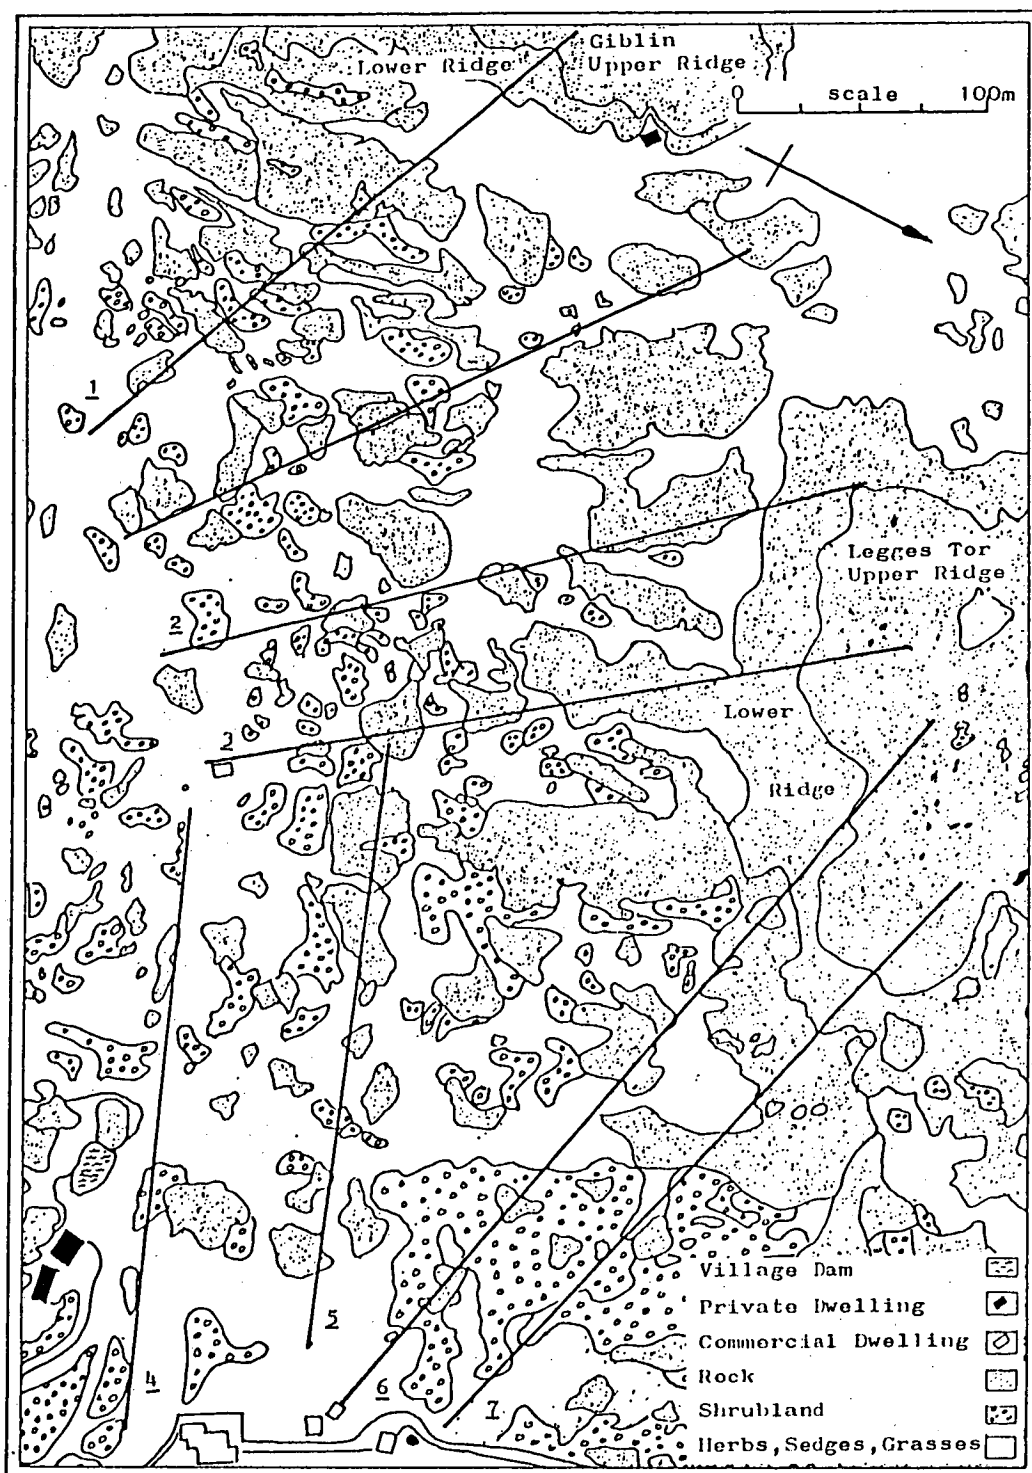 Giblin
Lower Ridge Upper Ridge
0 scale 100m
1
Legges Tor
Upper Ridge
2
Lower
3
Ridge
Village Dam
Private Dwelling
5
Commercial Dwelling
4
6
7
Rock
Shrubland
Herbs,Sedges,Grasses